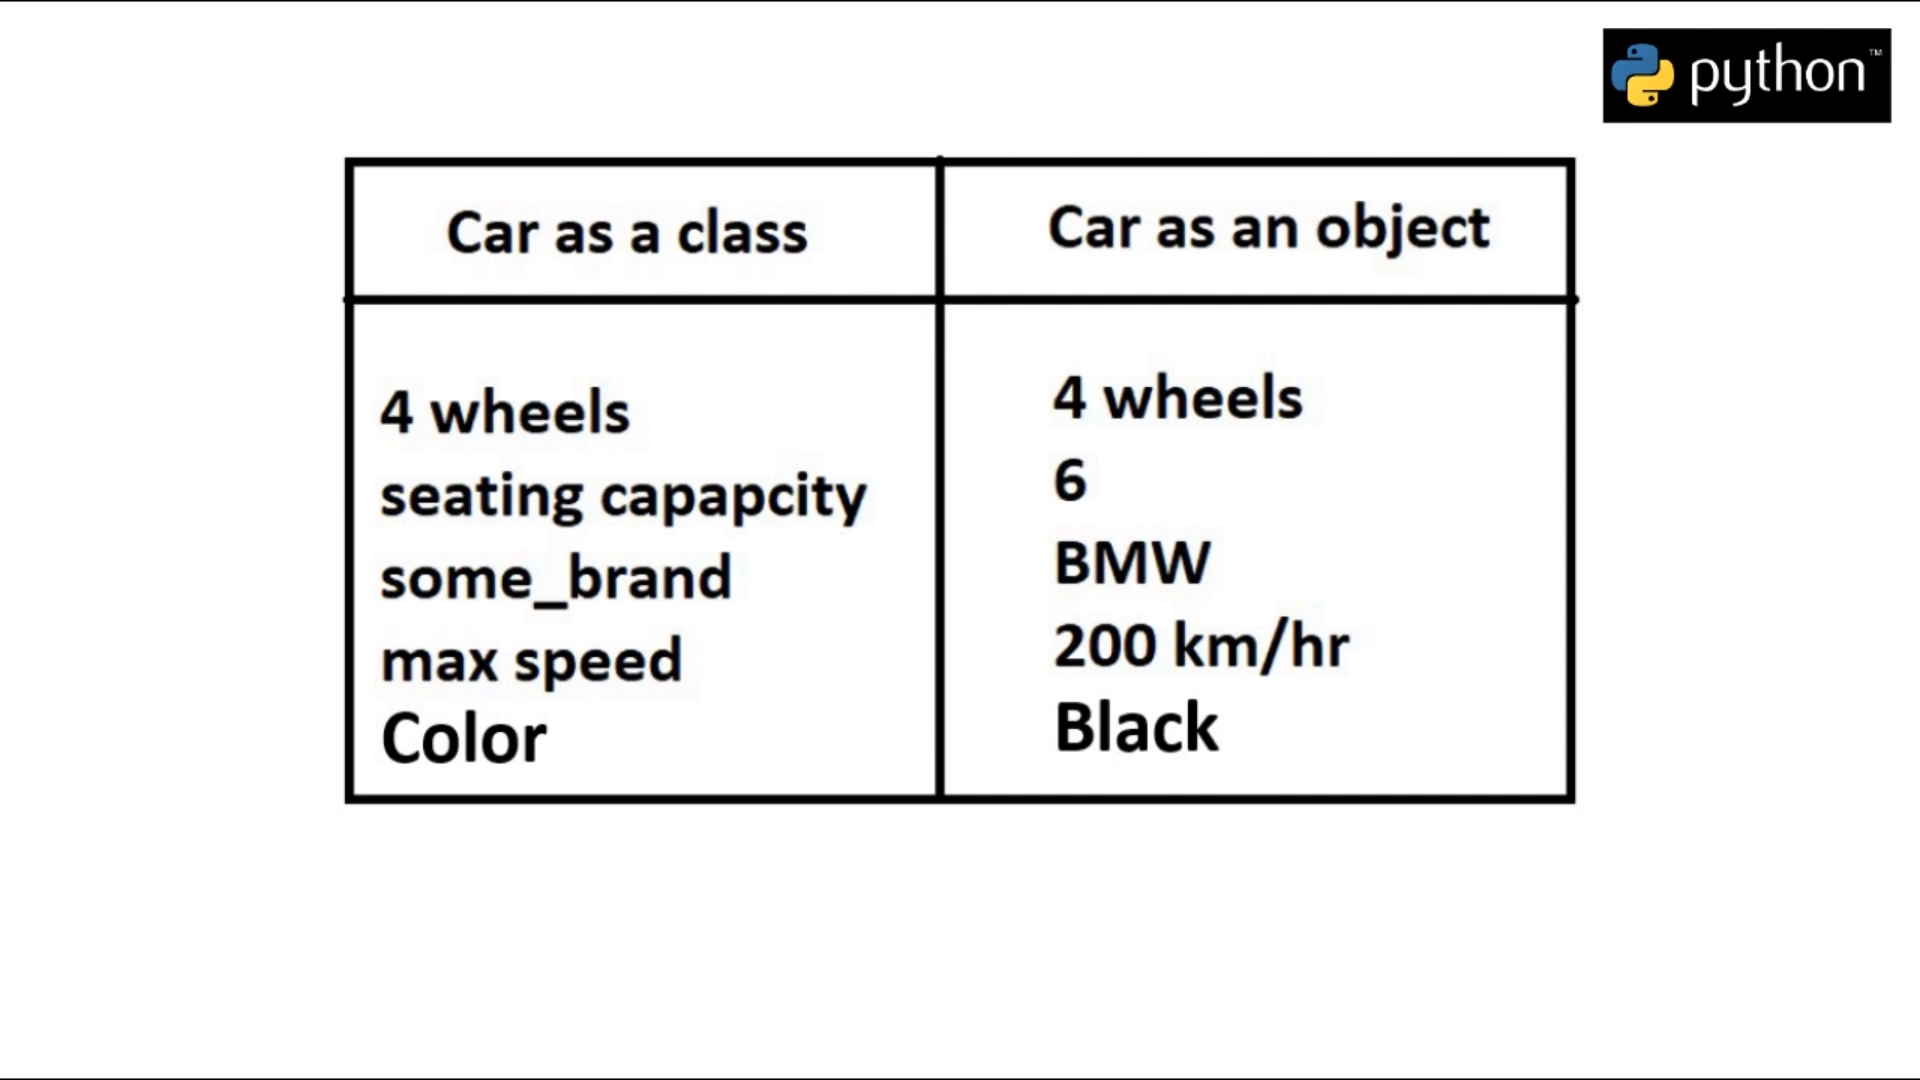 python™
Car as a class
Car as an object
4 wheels
seating capapcity
some_brand
max speed
Color
4 wheels
6
BMW
200 km/hr
Black